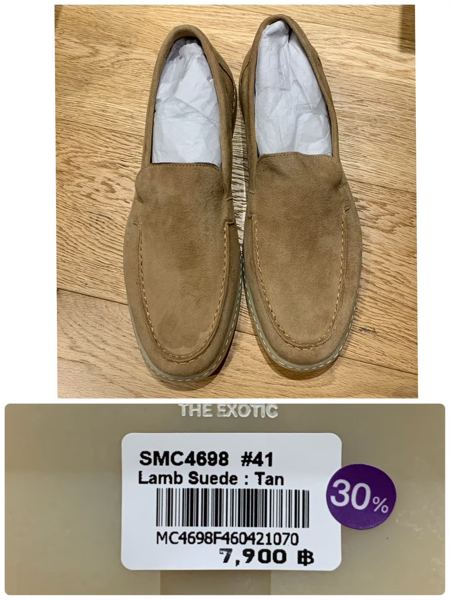 THE EXOTIC
SMC4698 #41
Lamb Suede : Tan
30%
MC4698F460421070
7,900 ฿